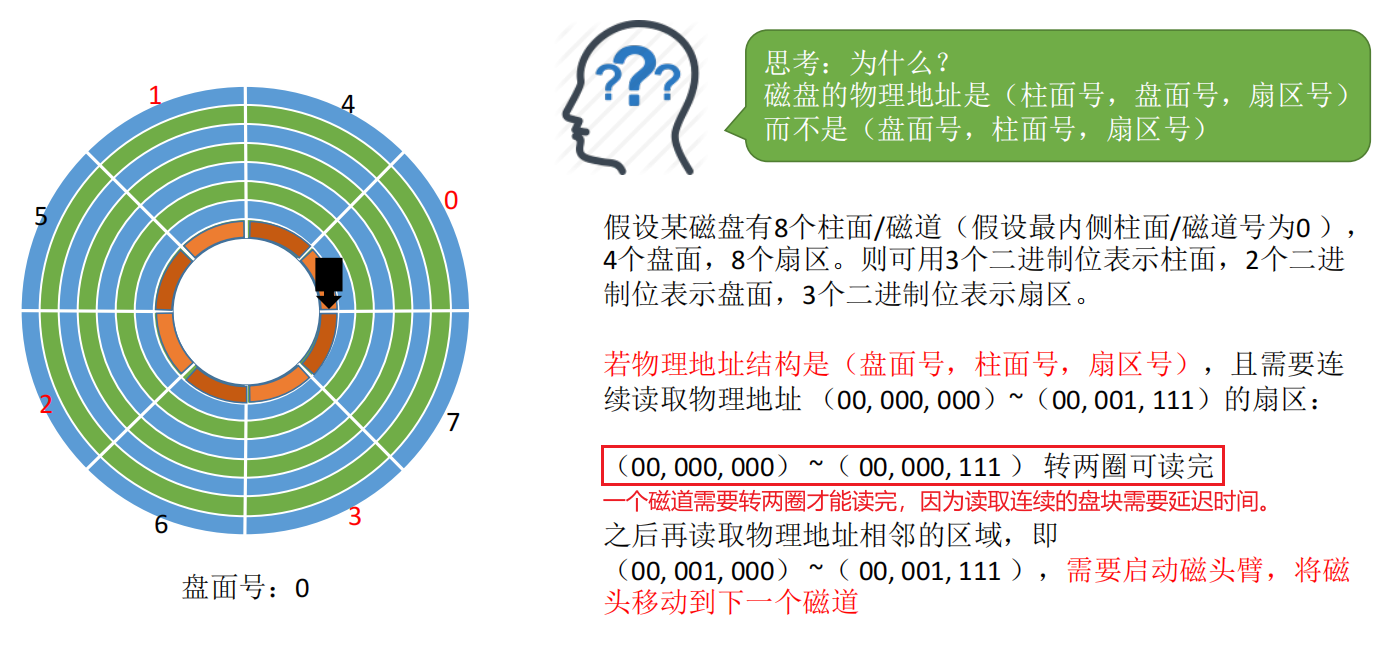 1
4
0
5
2
7
6
3
盘面号：0
???
思考：为什么？
磁盘的物理地址是（柱面号，盘面号，扇区号）
而不是（盘面号，柱面号，扇区号）
假设某磁盘有8个柱面/磁道（假设最内侧柱面/磁道号为0 ），
4个盘面，8个扇区。则可用3个二进制位表示柱面，2个二进
制位表示盘面，3个二进制位表示扇区。
若物理地址结构是（盘面号，柱面号，扇区号），且需要连
续读取物理地址 （00, 000, 000）~（00, 001, 111）的扇区：
（00, 000, 000） ~（ 00, 000, 111 ） 转两圈可读完
一个磁道需要转两圈才能读完，因为读取连续的盘块需要延迟时间。
之后再读取物理地址相邻的区域，即
（00, 001, 000） ~（ 00, 001, 111 ），需要启动磁头臂，将磁
头移动到下一个磁道